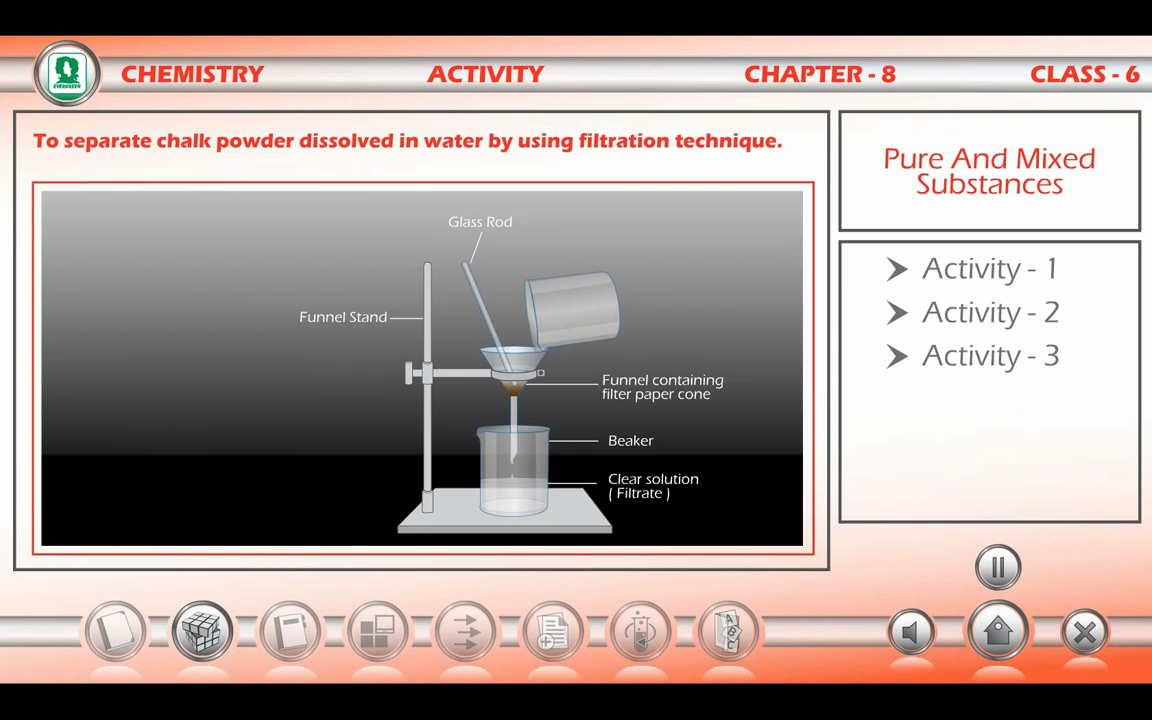 EVERGREEN
CHEMISTRY
ACTIVITY
CHAPTER - 8
CLASS - 6
To separate chalk powder dissolved in water by using filtration technique.
Glass Rod
Funnel Stand
Funnel containing
filter paper cone
Beaker
Clear solution
( Filtrate )
Pure And Mixed
Substances
Activity - 1
Activity - 2
Activity - 3
A
B
C